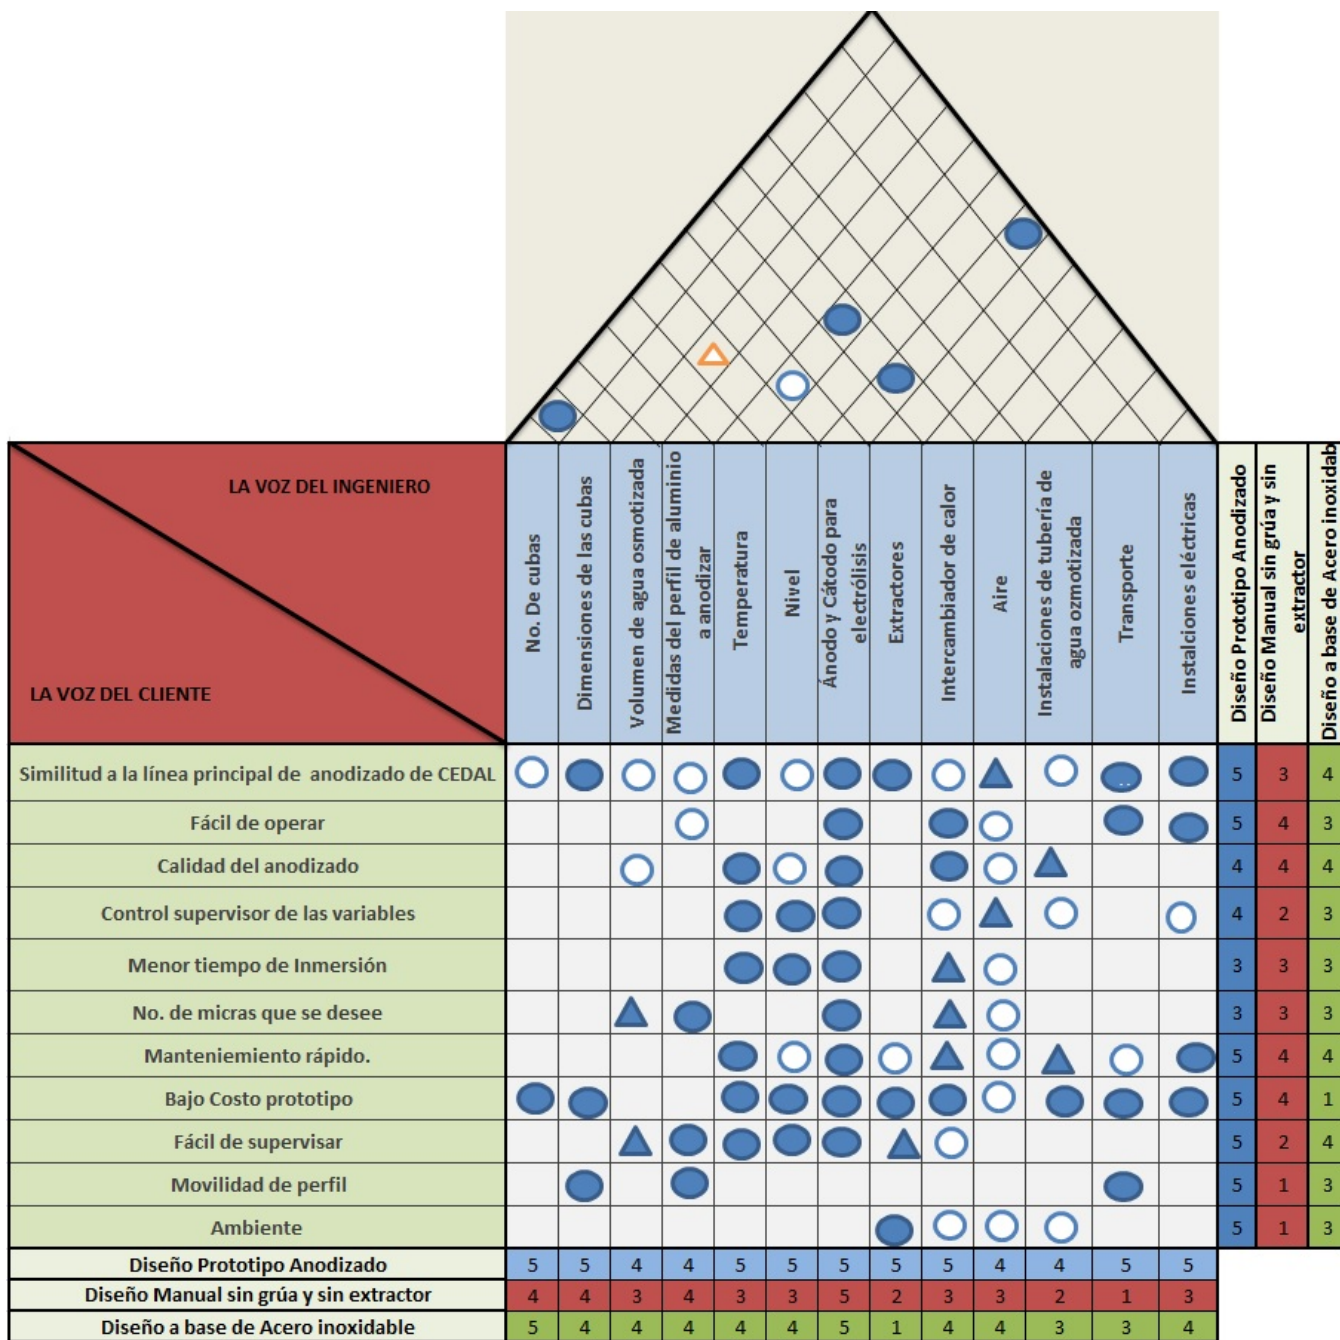 LA VOZ DEL INGENIERO
LA VOZ DEL CLIENTE
No. De cubas
Dimensiones de las cubas
Volumen de agua osmotizada
Medidas del perfil de aluminio
a anodizar
Temperatura
Nivel
Ánodo y Cátodo para
electrólisis
Extractores
Intercambiador de calor
Aire
Instalaciones de tubería de
agua ozmotizada
Transporte
Instalciones eléctricas
Diseño Prototipo Anodizado
Diseño Manual sin grúa y sin
extractor
Diseño a base de Acero inoxidab
Similitud a la línea principal de anodizado de CEDAL 5 3 4
Fácil de operar 5 4 3
Calidad del anodizado 4 4 4
Control supervisor de las variables 4 2 3
Menor tiempo de Inmersión 3 3 3
No. de micras que se desee 3 3 3
Manteniemiento rápido. 5 4 4
Bajo Costo prototipo 5 4 1
Fácil de supervisar 5 2 4
Movilidad de perfil 5 1 3
Ambiente 5 1 3
Diseño Prototipo Anodizado 5 5 4 4 5 5 5 5 5 4 4 5 5
Diseño Manual sin grúa y sin extractor 4 4 3 4 3 3 5 2 3 3 2 1 3
Diseño a base de Acero inoxidable 5 4 4 4 4 4 5 1 4 4 3 3 4